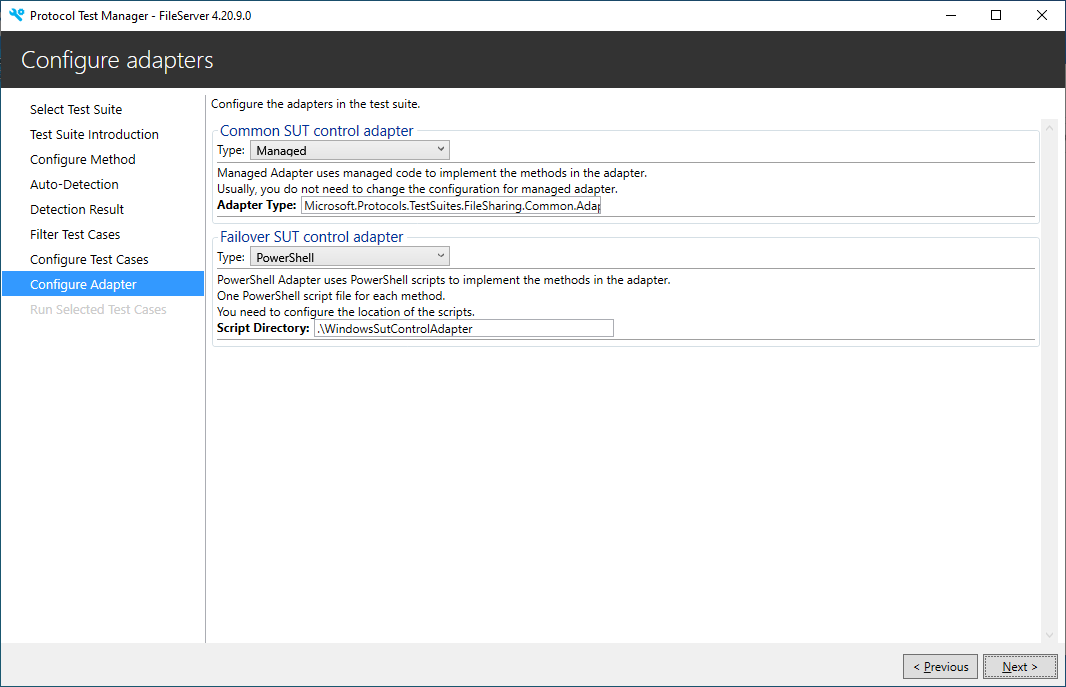 Protocol Test Manager - FileServer 4.20.9.0
Configure adapters
Select Test Suite
Test Suite Introduction
Configure Method
Auto-Detection
Detection Result
Filter Test Cases
Configure Test Cases
Configure Adapter
Run Selected Test Cases
Configure the adapters in the test suite.
Common SUT control adapter
Type: Managed
Managed Adapter uses managed code to implement the methods in the adapter.
Usually, you do not need to change the configuration for managed adapter.
Adapter Type: Microsoft.Protocols.TestSuites.FileSharing.Common.Adap
Failover SUT control adapter
Type: PowerShell
PowerShell Adapter uses PowerShell scripts to implement the methods in the adapter.
One PowerShell script file for each method.
You need to configure the location of the scripts.
Script Directory: .\WindowsSutControlAdapter
< Previous
Next >